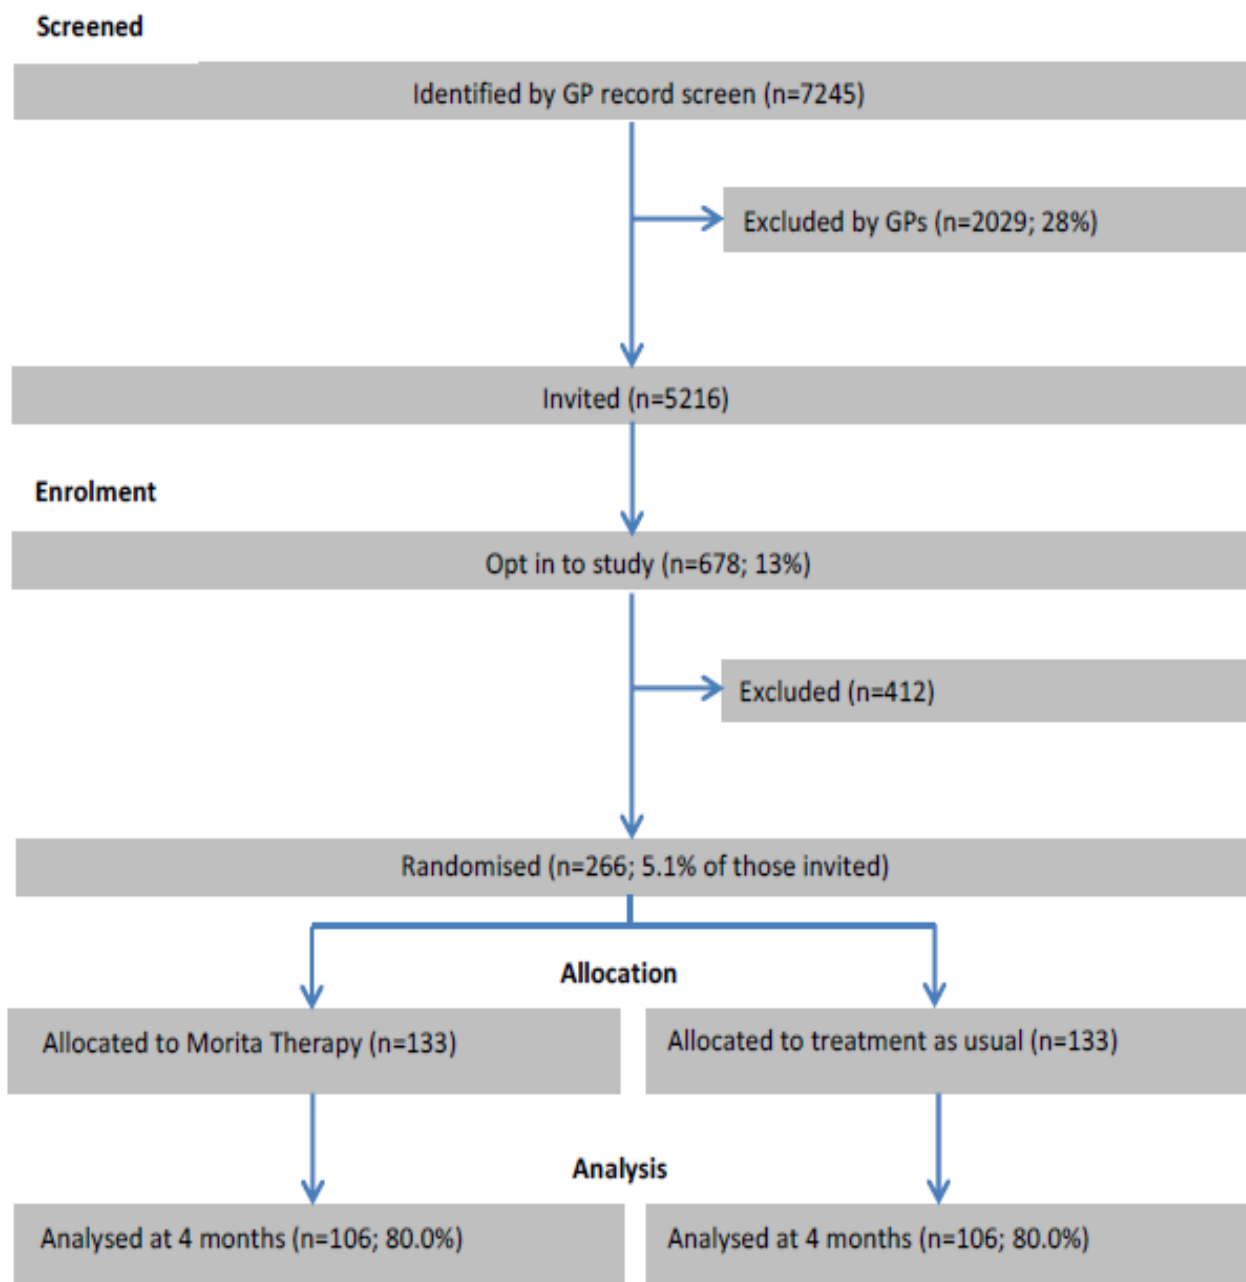 Screened
Identified by GP record screen (n=7245)
Excluded by GPs (n=2029; 28%)
Invited (n=5216)
Enrolment
Opt in to study (n=678; 13%)
Excluded (n=412)
Randomised (n=266; 5.1% of those invited)
Allocation
Allocated to Morita Therapy (n=133)
Allocated to treatment as usual (n=133)
Analysis
Analysed at 4 months (n=106; 80.0%)
Analysed at 4 months (n=106; 80.0%)